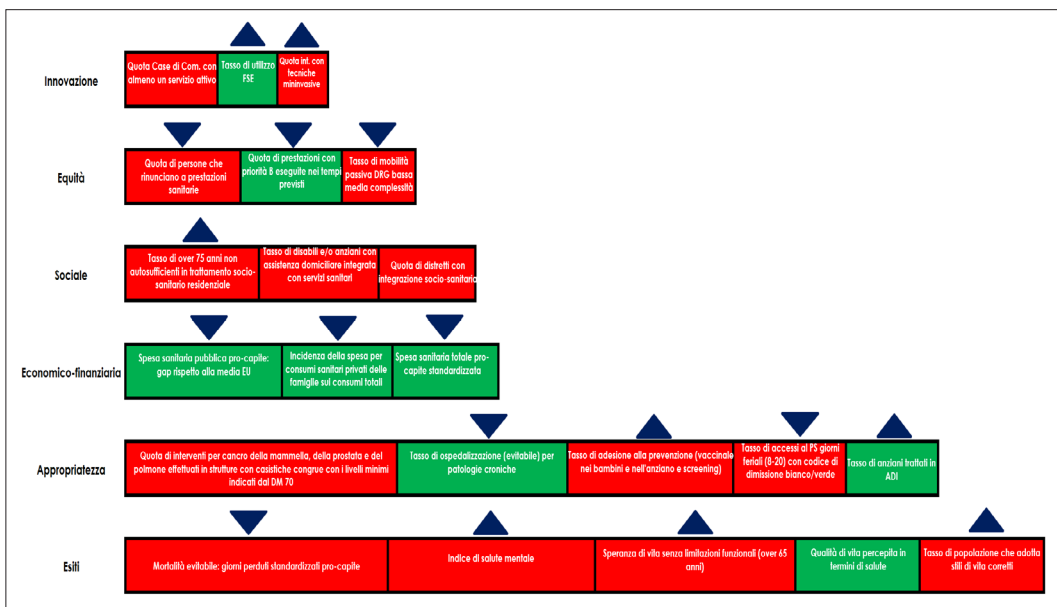 Innovazione
Quota Case di Com. con
almeno un servizio attivo
Tasso di utilizzo
FSE
Quota int. con
tecniche
mininvasive
Equità
Quota di persone che
rinunciano a prestazioni
sanitarie
Quota di prestazioni con
priorità B eseguite nei tempi
previsti
Tasso di mobilità
passiva DRG bassa
media complessità
Sociale
Tasso di over 75 anni non
autosufficienti in trattamento socio-
sanitario residenziale
Tasso di disabili e/o anziani con
assistenza domiciliare integrata
con servizi sanitari
Quota di distretti con
integrazione socio-sanitaria
Economico-finanziaria
Spesa sanitaria pubblica pro-capite:
gap rispetto alla media EU
Incidenza della spesa per
consumi sanitari privati delle
famiglie sui consumi totali
Spesa sanitaria totale pro-
capite standardizzata
Appropriatezza
Quota di interventi per cancro della mammella, della prostata e del
polmone effettuati in strutture con casistiche congrue con i livelli minimi
indicati dal DM 70
Tasso di ospedalizzazione (evitabile) per
patologie croniche
Tasso di adesione alla prevenzione (vaccinale
nei bambini e nell'anziano e screening)
Tasso di accessi al PS giorni
feriali (8-20) con codice di
dimissione bianco/verde
Tasso di anziani trattati in
ADI
Esiti
Mortalità evitabile: giorni perduti standardizzati pro-capite
Indice di salute mentale
Speranza di vita senza limitazioni funzionali (over 65
anni)
Qualità di vita percepita in
termini di salute
Tasso di popolazione che adotta
stili di vita corretti